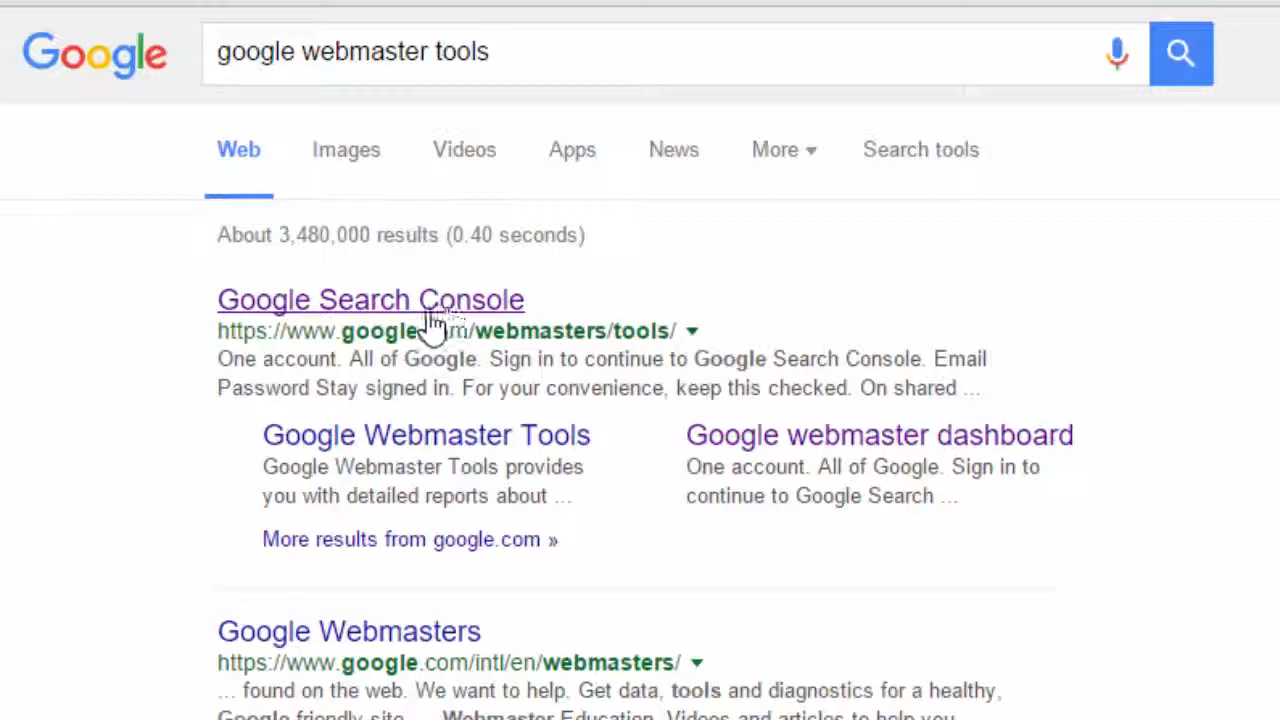 Google google webmaster tools
Web Images Videos Apps News More Search tools
About 3,480,000 results (0.40 seconds)
Google Search Console
https://www.google. m/webmasters/tools/
One account. All of Google. Sign in to continue to Google Search Console. Email
Password Stay signed in. For your convenience, keep this checked. On shared ...
Google Webmaster Tools
Google Webmaster Tools provides
you with detailed reports about ...
Google webmaster dashboard
One account. All of Google. Sign in to
continue to Google Search ...
More results from google.com »
Google Webmasters
https://www.google.com/intl/en/webmasters/
... found on the web. We want to help. Get data, tools and diagnostics for a healthy,
Google friendly site. ... Webmaster Education. Videos and articles to help you